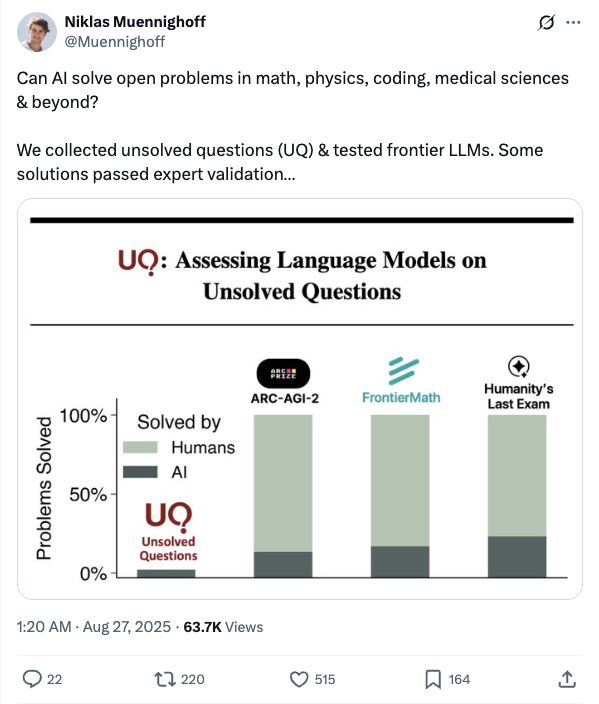 Niklas Muennighoff
@Muennighoff
Can AI solve open problems in math, physics, coding, medical sciences
& beyond?
We collected unsolved questions (UQ) & tested frontier LLMs. Some
solutions passed expert validation...
UQ: Assessing Language Models on
Unsolved Questions
ARC
PRIZE
ARC-AGI-2
FrontierMath
Humanity's
Last Exam
Problems Solved
100%
50%
0%
Solved by
Humans
AI
UQ
Unsolved
Questions
1:20 AM · Aug 27, 2025 · 63.7K Views
22
220
515
164